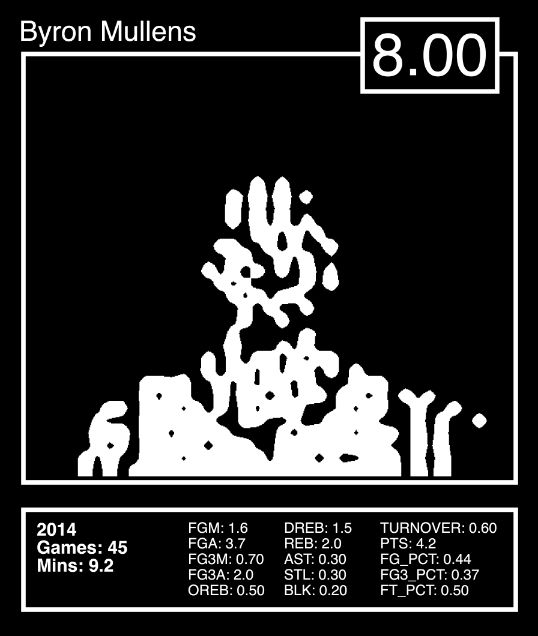 Byron Mullens
8.00
2014
Games: 45
Mins: 9.2
FGM: 1.6
FGA: 3.7
FG3M: 0.70
FG3A: 2.0
OREB: 0.50
DREB: 1.5
REB: 2.0
AST: 0.30
STL: 0.30
BLK: 0.20
TURNOVER: 0.60
PTS: 4.2
FG_PCT: 0.44
FG3_PCT: 0.37
FT_PCT: 0.50